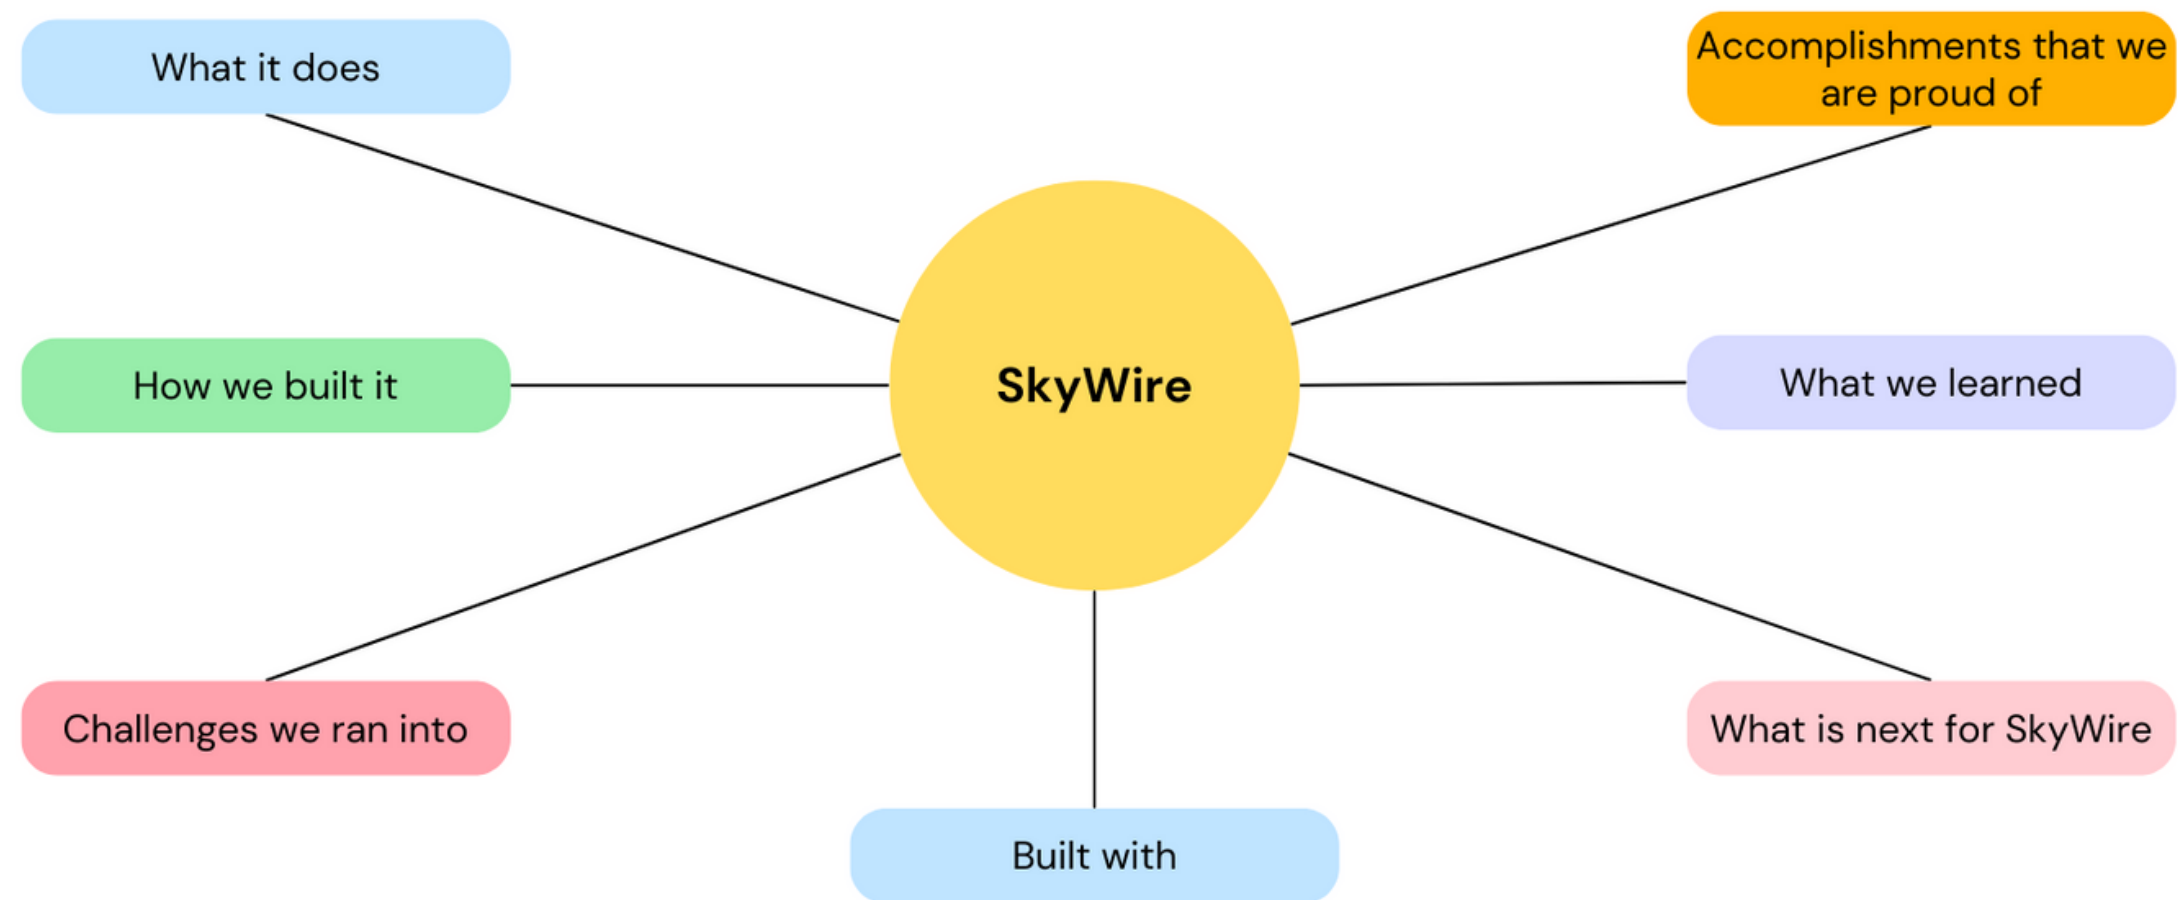 What it does
Accomplishments that we
are proud of
How we built it
SkyWire
What we learned
Challenges we ran into
What is next for SkyWire
Built with